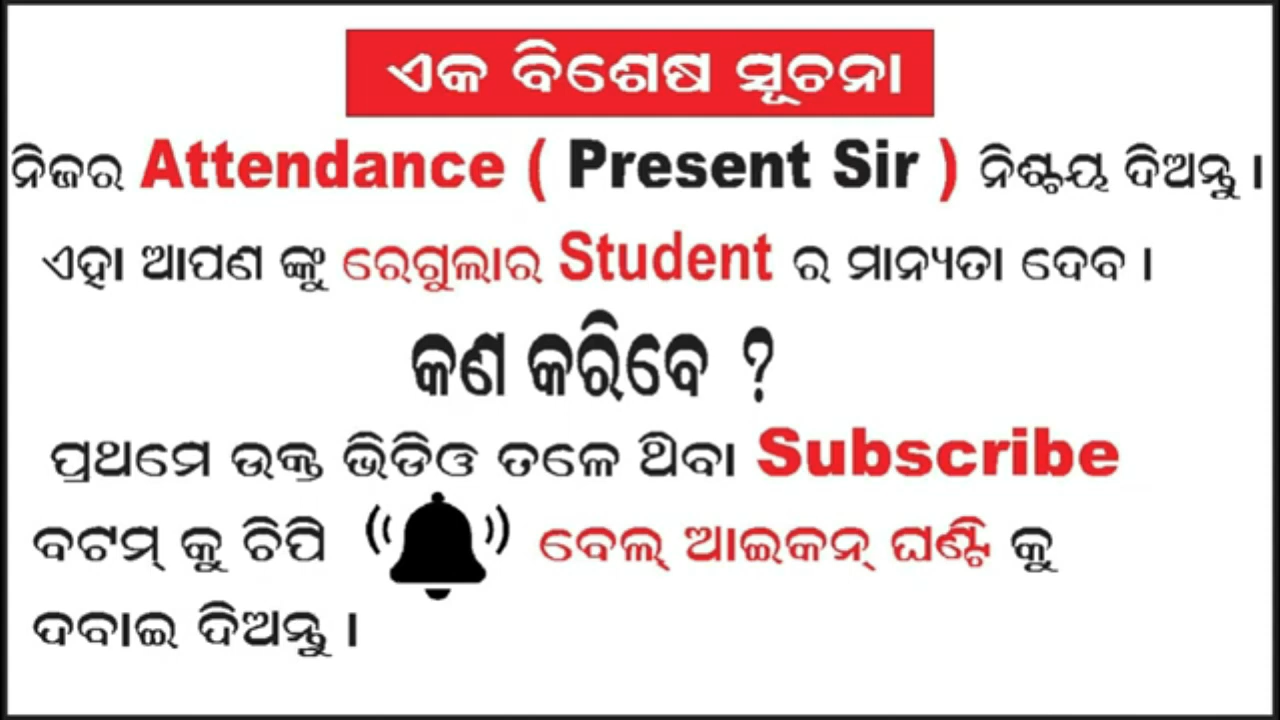 ଏକ ବିଶେଷ ସୂଚନା
ନିଜର Attendance ( Present Sir ) ନିଶ୍ଚୟ ଦିଅନ୍ତୁ ।
ଏହା ଆପଣ ଙ୍କୁ ରେଗୁଲାର Student ର ମାନ୍ୟତା ଦେବ ।
କଣ କରିବେ ?
ପ୍ରଥମେ ଉକ୍ତ ଭିଡିଓ ତଳେ ଥିବା Subscribe
ବଟମ୍ କୁ ଚିପି ବେଲ୍ ଆଇକନ୍ ଘଣ୍ଟି କୁ
ଦବାଇ ଦିଅନ୍ତୁ ।